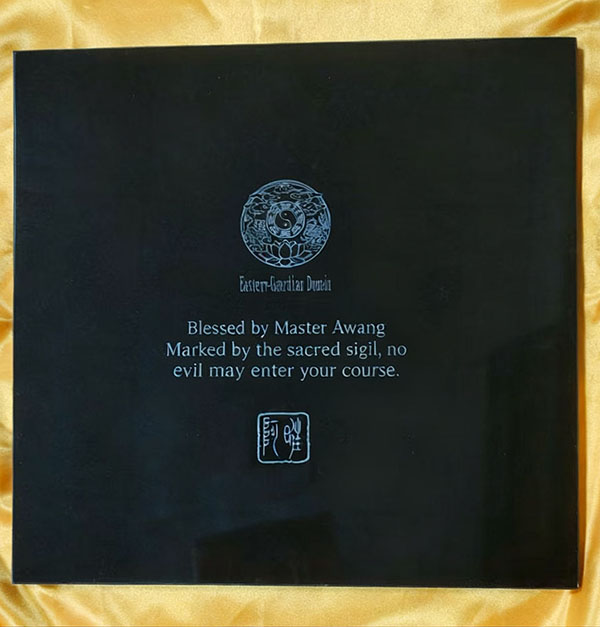 Eastern-Guardian Domain
Blessed by Master Awang
Marked by the sacred sigil, no
evil may enter your course.